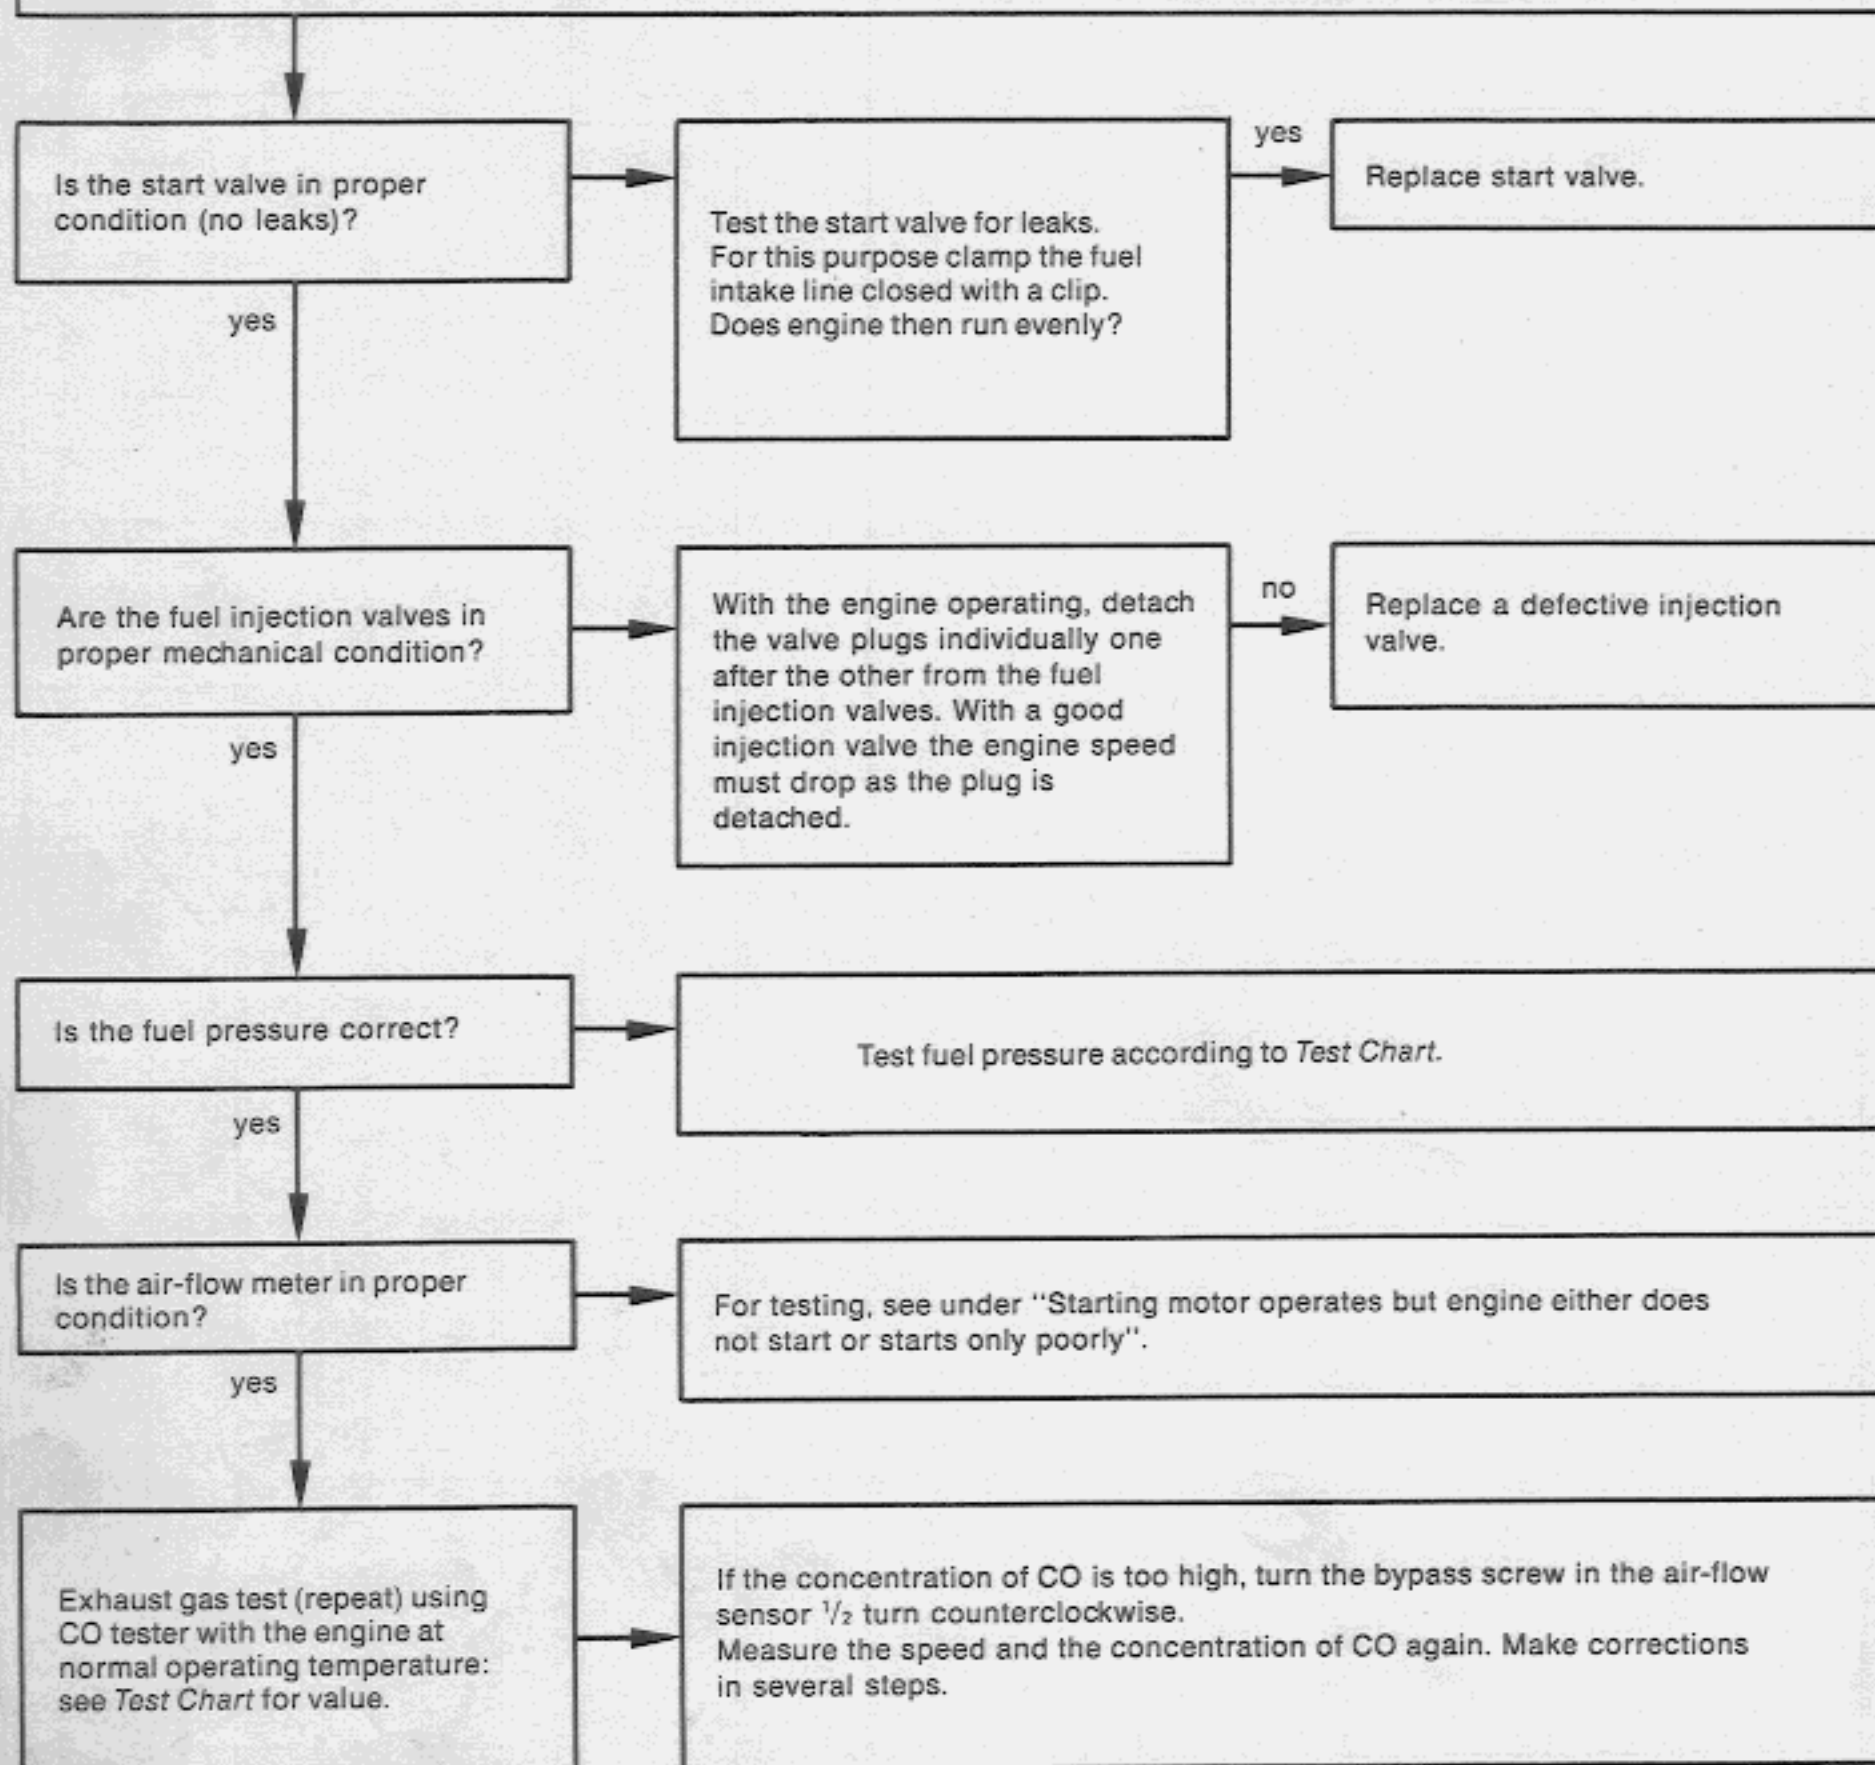 Is the start valve in proper
condition (no leaks)?
Test the start valve for leaks.
For this purpose clamp the fuel
intake line closed with a clip.
Does engine then run evenly?
yes
Replace start valve.
yes
Are the fuel injection valves in
proper mechanical condition?
With the engine operating, detach
the valve plugs individually one
after the other from the fuel
injection valves. With a good
injection valve the engine speed
must drop as the plug is
detached.
no
Replace a defective injection
valve.
yes
Is the fuel pressure correct?
Test fuel pressure according to Test Chart.
yes
Is the air-flow meter in proper
condition?
For testing, see under "Starting motor operates but engine either does
not start or starts only poorly".
yes
Exhaust gas test (repeat) using
CO tester with the engine at
normal operating temperature:
see Test Chart for value.
If the concentration of CO is too high, turn the bypass screw in the air-flow
sensor 1/2 turn counterclockwise.
Measure the speed and the concentration of CO again. Make corrections
in several steps.